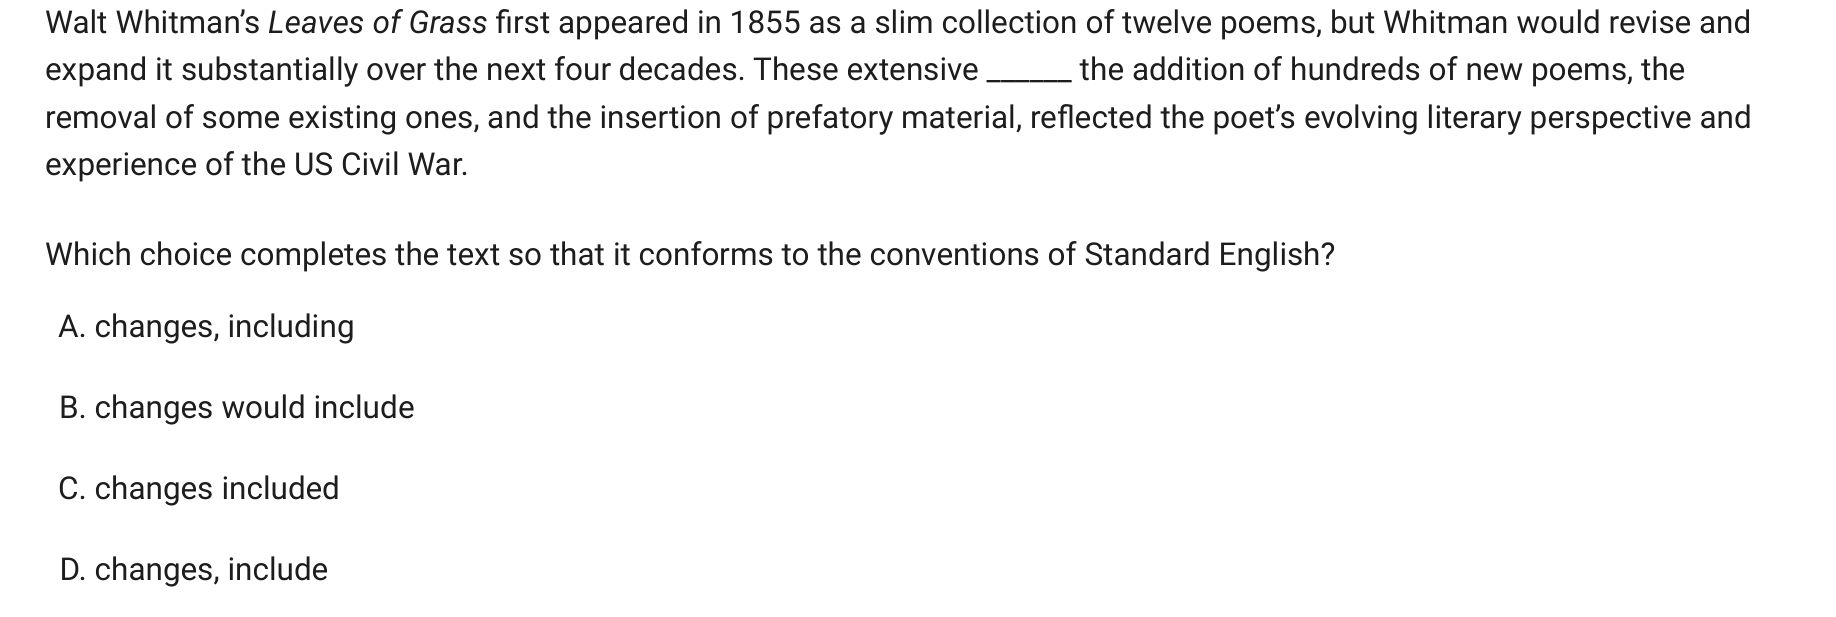 Walt Whitman’s Leaves of Grass first appeared in 1855 as a slim collection of twelve poems, but Whitman would revise and
expand it substantially over the next four decades. These extensive ______ the addition of hundreds of new poems, the
removal of some existing ones, and the insertion of prefatory material, reflected the poet’s evolving literary perspective and
experience of the US Civil War.
Which choice completes the text so that it conforms to the conventions of Standard English?
A. changes, including
B. changes would include
C. changes included
D. changes, include